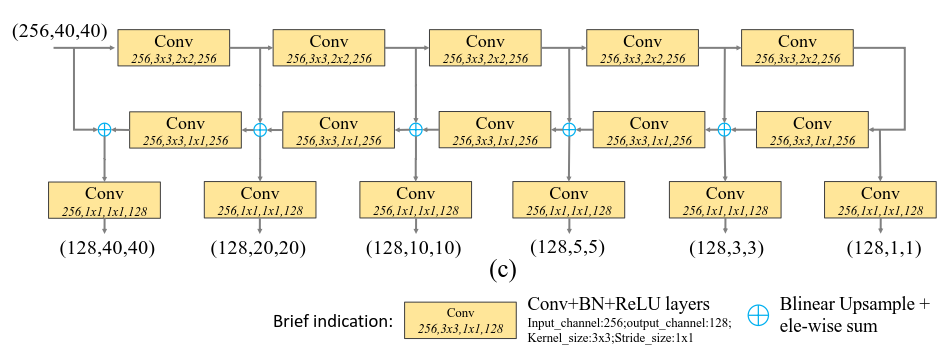 (256,40,40)
Conv
256,3x3,2x2,256
Conv
256,3x3,2x2,256
Conv
256,3x3,2x2,256
Conv
256,3x3,2x2,256
Conv
256,3x3,2x2,256
Conv
256,3x3,1x1,256
Conv
256,3x3,1x1,256
Conv
256,3x3,1x1,256
Conv
256,3x3,1x1,256
Conv
256,3x3,1x1,256
Conv
256,1x1,1x1,128
Conv
256,1x1,1x1,128
Conv
256,1x1,1x1,128
Conv
256,1x1,1x1,128
Conv
256,1x1,1x1,128
Conv
256,1x1,1x1,128
(128,40,40)
(128,20,20)
(128,10,10)
(128,5,5)
(128,3,3)
(128,1,1)
(c)
Brief indication:
Conv
256,3x3,1x1,128
Conv+BN+ReLU layers
Input_channel:256;output_channel:128;
Kernel_size:3x3;Stride_size:1x1
Blinear Upsample +
ele-wise sum